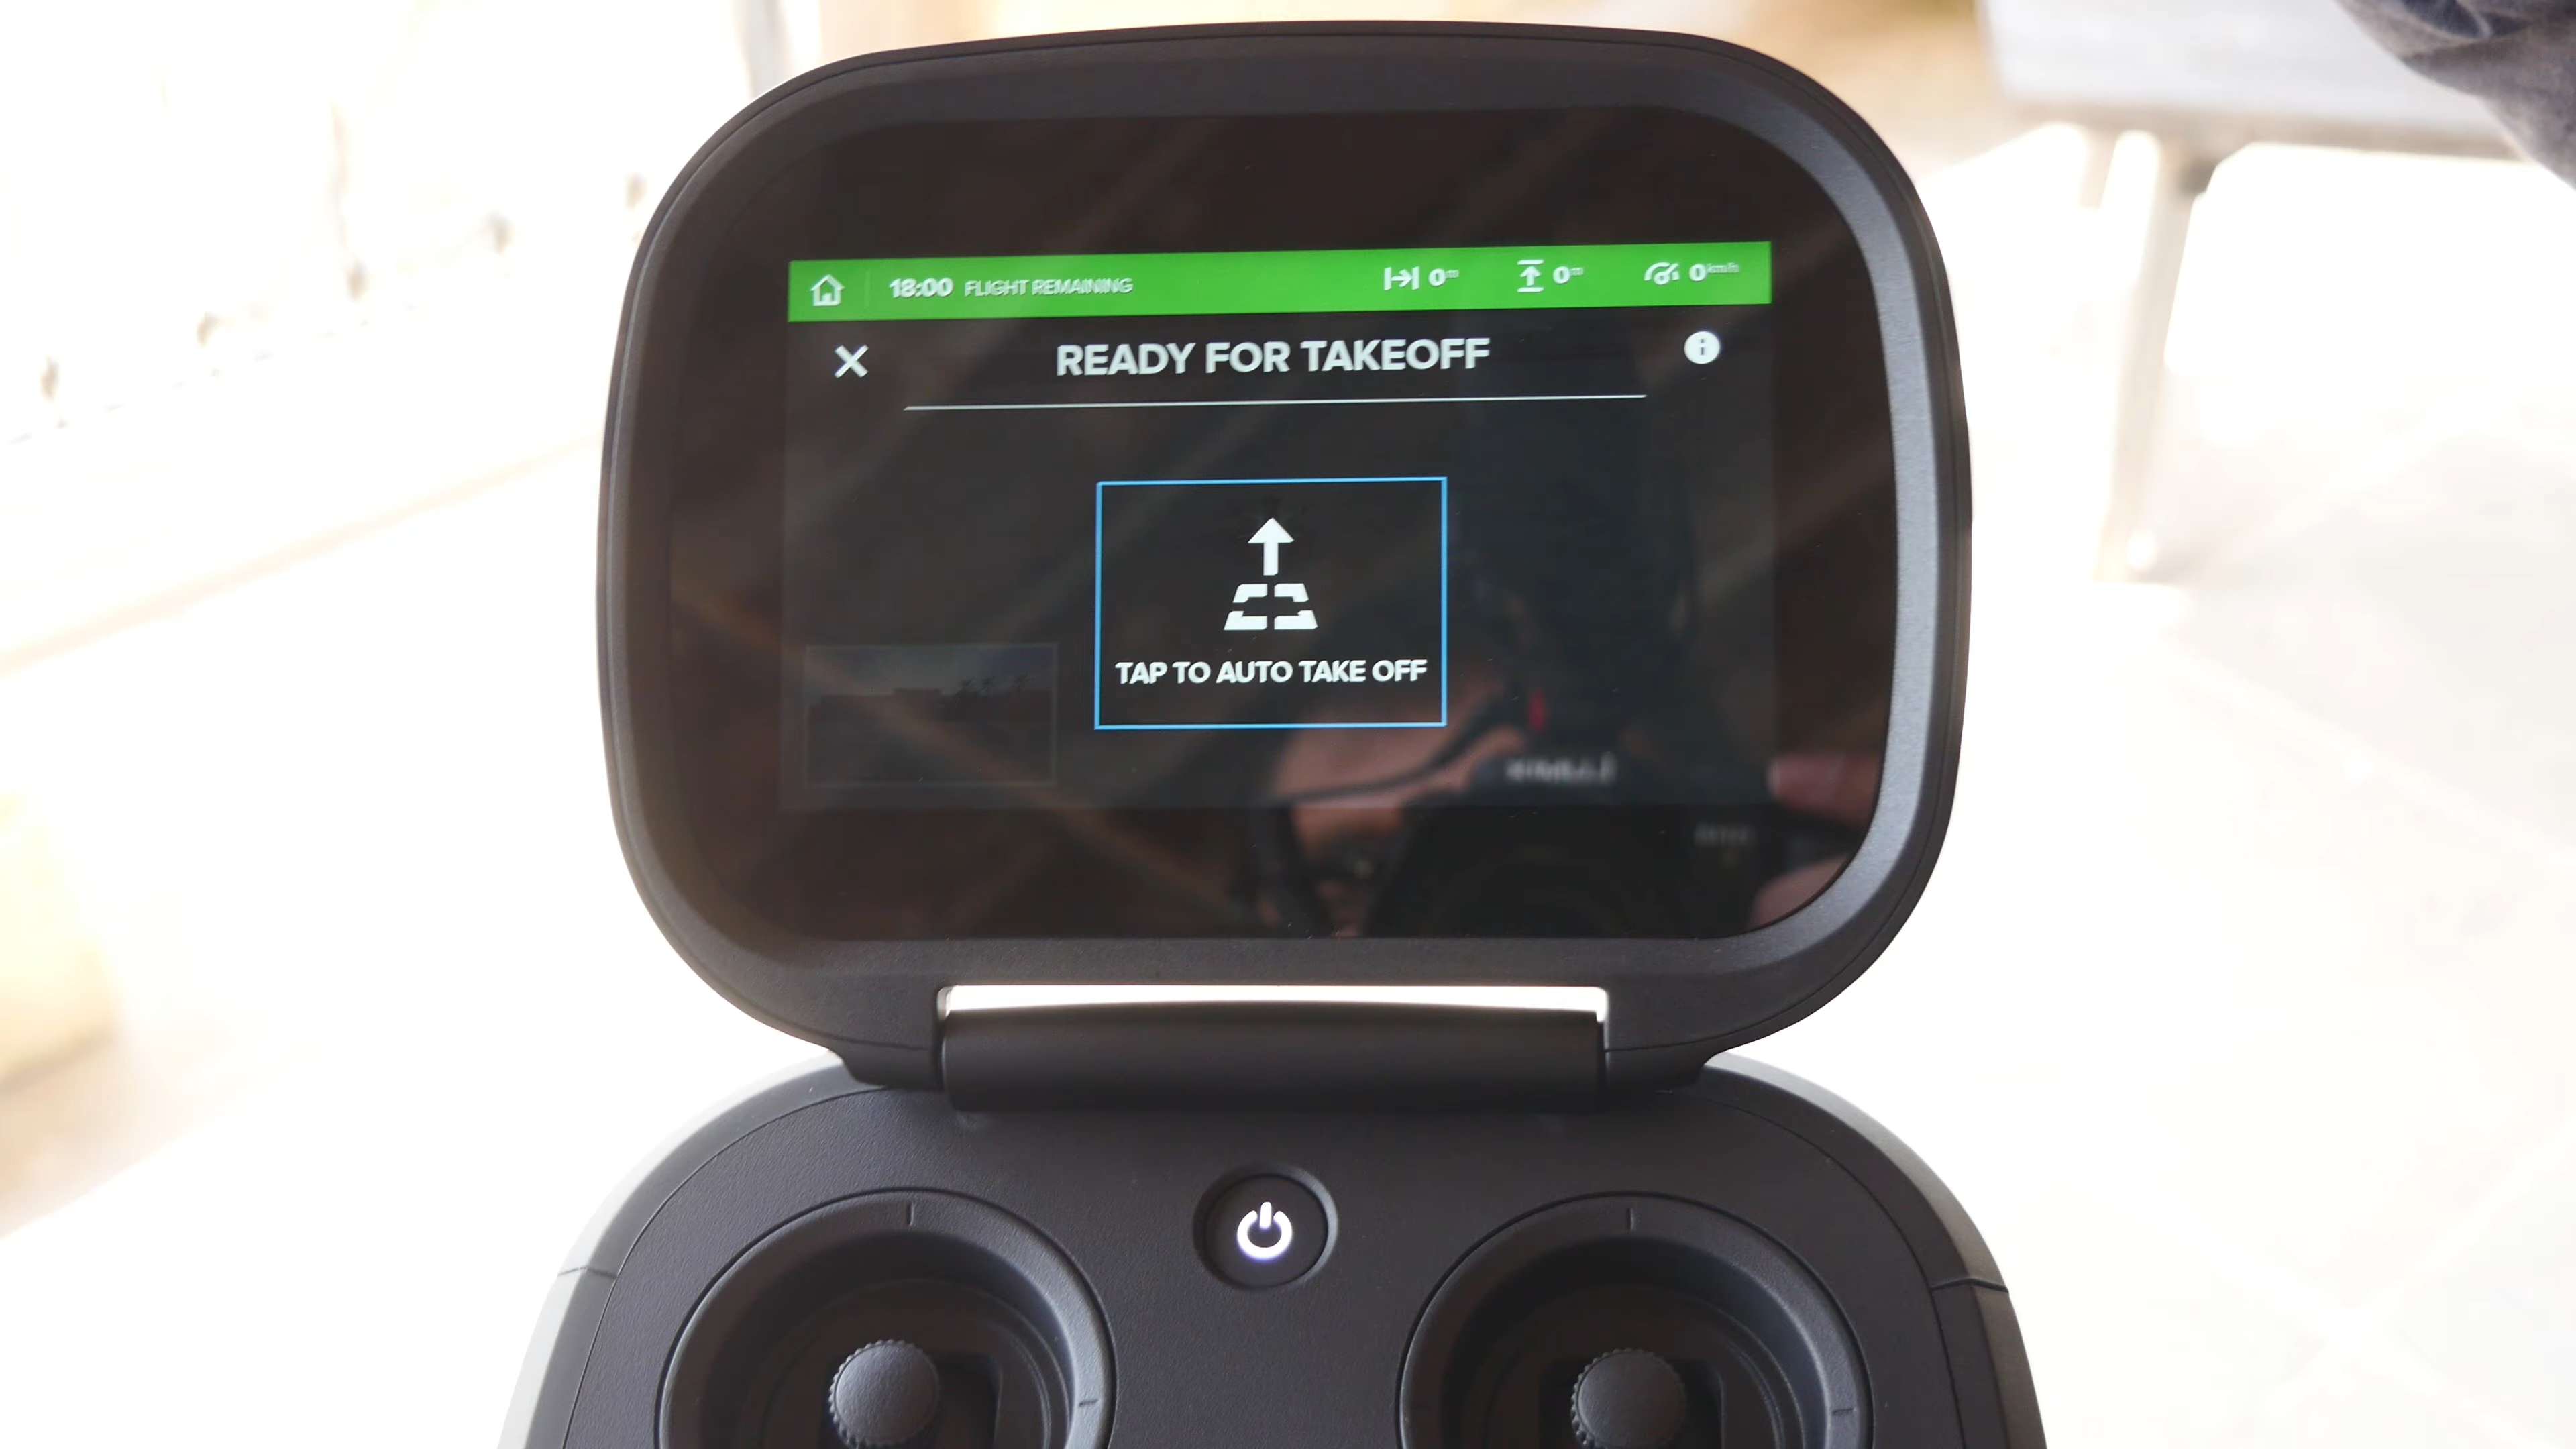 18:00 FLIGHT REMAINING 0m 0m 0km/h
READY FOR TAKEOFF
TAP TO AUTO TAKE OFF